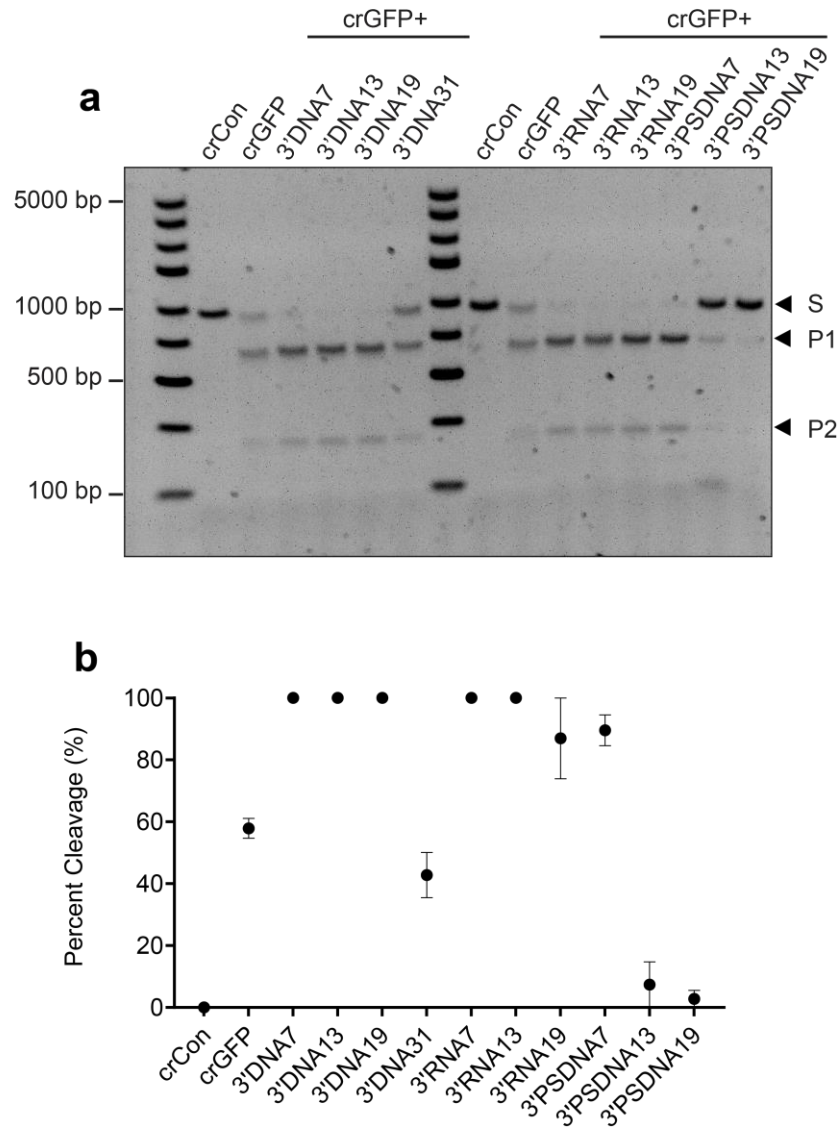 crGFP+
crGFP+
a
crCon
crGFP
3'DNA7
3'DNA13
3'DNA19
3'DNA31
crCon
crGFP
3'RNA7
3'RNA13
3'RNA19
3'PSDNA7
3'PSDNA13
3'PSDNA19
5000 bp
1000 bp
500 bp
100 bp
S
P1
P2
b
Percent Cleavage (%)
100
80
60
40
20
0
crCon
crGFP
3'DNA7
3'DNA13
3'DNA19
3'DNA31
3'RNA7
3'RNA13
3'RNA19
3'PSDNA7
3'PSDNA13
3'PSDNA19